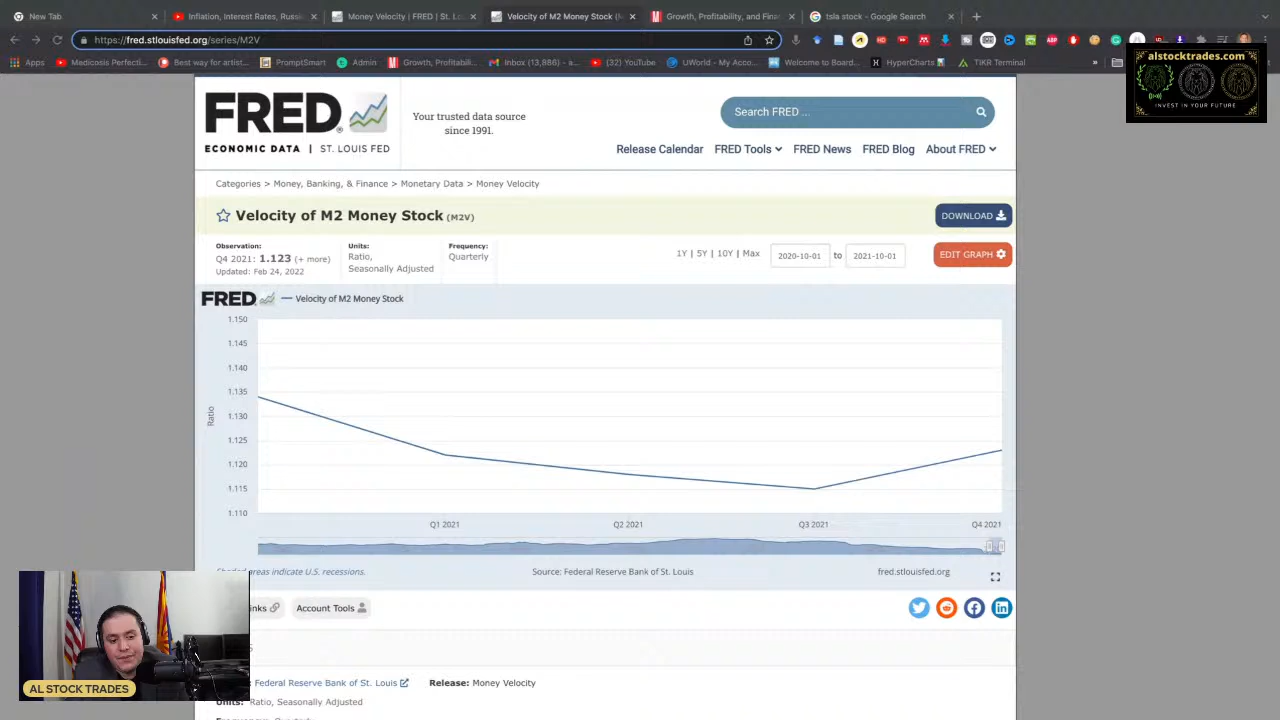 New Tab
Inflation, Interest Rates, Russi
Money Velocity | FRED | St. Lou
Velocity of M2 Money Stock (M
Growth, Profitability, and Finan
tsla stock - Google Search
https://fred.stlouisfed.org/series/M2V
Apps
Medicosis Perfecti...
Best way for artist...
PromptSmart
Admin
Growth, Profitabili...
Inbox (13,886) - a...
(32) YouTube
UWorld - My Acco...
Welcome to Board...
HyperCharts
TIKR Terminal
»
alstocktrades.com
INVEST IN YOUR FUTURE
FRED
ECONOMIC DATA | ST. LOUIS FED
Your trusted data source
since 1991.
Search FRED ...
Release Calendar
FRED Tools
FRED News
FRED Blog
About FRED
Categories > Money, Banking, & Finance > Monetary Data > Money Velocity
Velocity of M2 Money Stock (M2V)
DOWNLOAD
Observation:
Q4 2021: 1.123 (+ more)
Updated: Feb 24, 2022
Units:
Ratio,
Seasonally Adjusted
Frequency:
Quarterly
1Y | 5Y | 10Y | Max
2020-10-01 to 2021-10-01
EDIT GRAPH
FRED
Velocity of M2 Money Stock
1.150
1.145
1.140
1.135
1.130
1.125
1.120
1.115
1.110
Ratio
Q1 2021
Q2 2021
Q3 2021
Q4 2021
areas indicate U.S. recessions.
Source: Federal Reserve Bank of St. Louis
fred.stlouisfed.org
Account Tools
Federal Reserve Bank of St. Louis
Release: Money Velocity
Units: Ratio, Seasonally Adjusted
AL STOCK TRADES